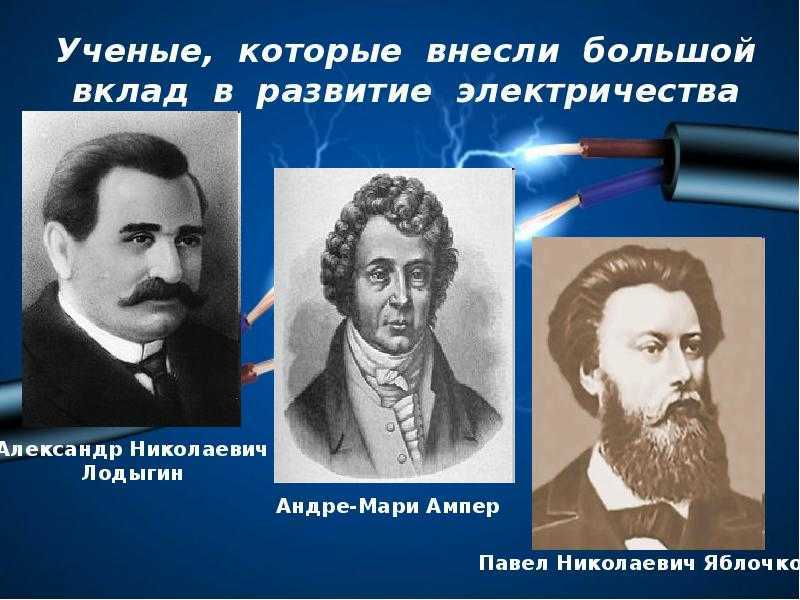 Ученые, которые внесли большой
вклад в развитие электричества
Александр Николаевич
Лодыгин
Андре-Мари Ампер
Павел Николаевич Яблочко